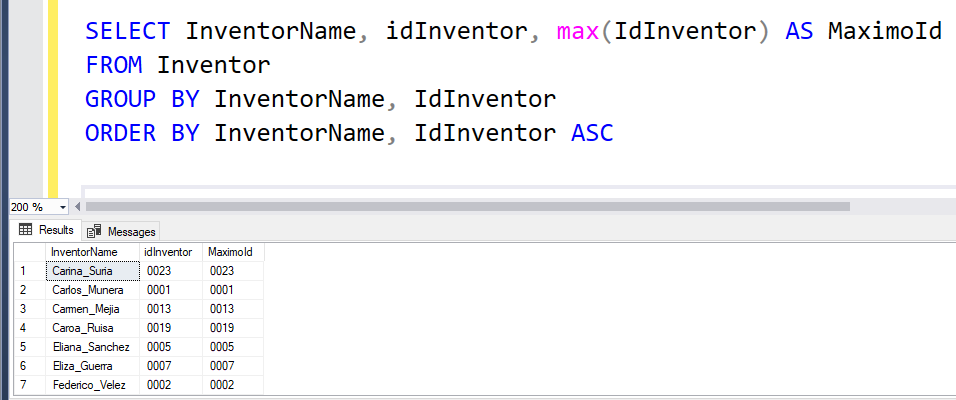 SELECT InventorName, idInventor, max(IdInventor) AS MaximoId
FROM Inventor
GROUP BY InventorName, IdInventor
ORDER BY InventorName, IdInventor ASC
200 %
Results Messages
InventorName idInventor MaximoId
1 Carina_Suria 0023 0023
2 Carlos_Munera 0001 0001
3 Carmen_Mejia 0013 0013
4 Caroa_Ruisa 0019 0019
5 Eliana_Sanchez 0005 0005
6 Eliza_Guerra 0007 0007
7 Federico_Velez 0002 0002